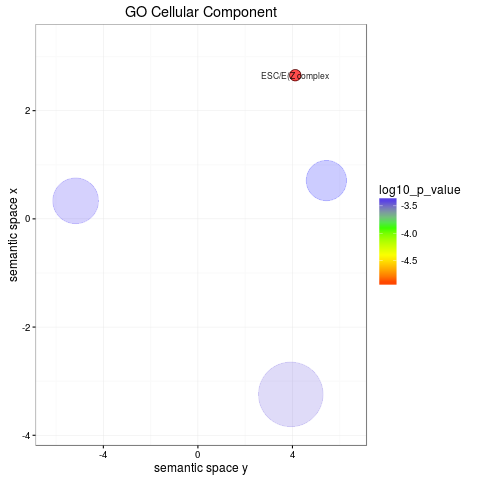 GO Cellular Component
ESC/E(Z) complex
2
0
-2
-4
semantic space x
-4
0
4
semantic space y
log10_p_value
-3.5
-4.0
-4.5